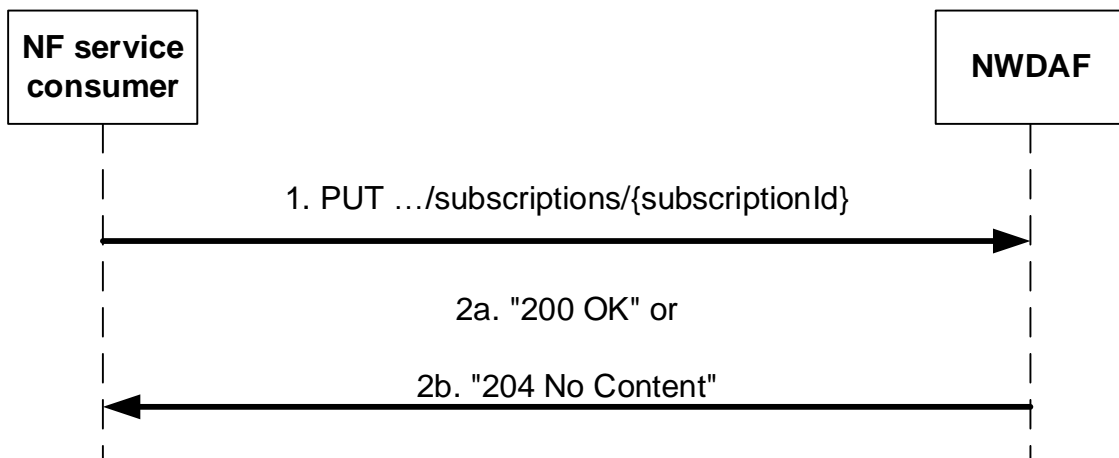 NF service
consumer
NWDAF
1. PUT …/subscriptions/{subscriptionId}
2a. "200 OK" or
2b. "204 No Content"